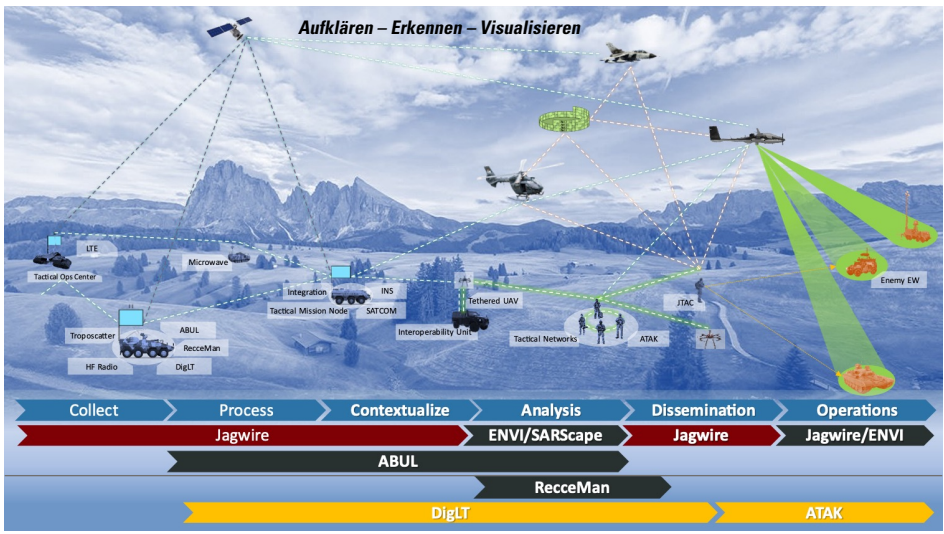 Aufklären – Erkennen – Visualisieren
LTE
Tactical Ops Center
Microwave
Integration
INS
Tactical Mission Node
SATCOM
Tethered UAV
Interoperability Unit
Troposcatter
ABUL
RecceMan
HF Radio
DigLT
Tactical Networks
ATAK
JTAC
Enemy EW
Collect
Process
Contextualize
Analysis
Dissemination
Operations
Jagwire
ENVI/SARScape
Jagwire
Jagwire/ENVI
ABUL
RecceMan
DigLT
ATAK